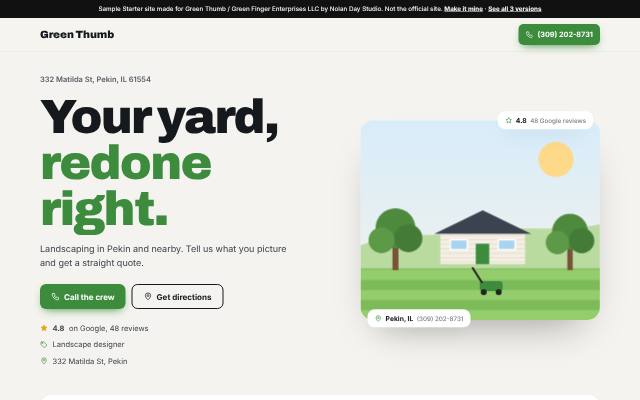 Sample Starter site made for Green Thumb / Green Finger Enterprises LLC by Nolan Day Studio. Not the official site. Make it mine · See all 3 versions
Green Thumb
(309) 202-8731
332 Matilda St, Pekin, IL 61554
Your yard,
redone
right.
Landscaping in Pekin and nearby. Tell us what you picture
and get a straight quote.
Call the crew
Get directions
4.8 on Google, 48 reviews
Landscape designer
332 Matilda St, Pekin
4.8 48 Google reviews
Pekin, IL (309) 202-8731